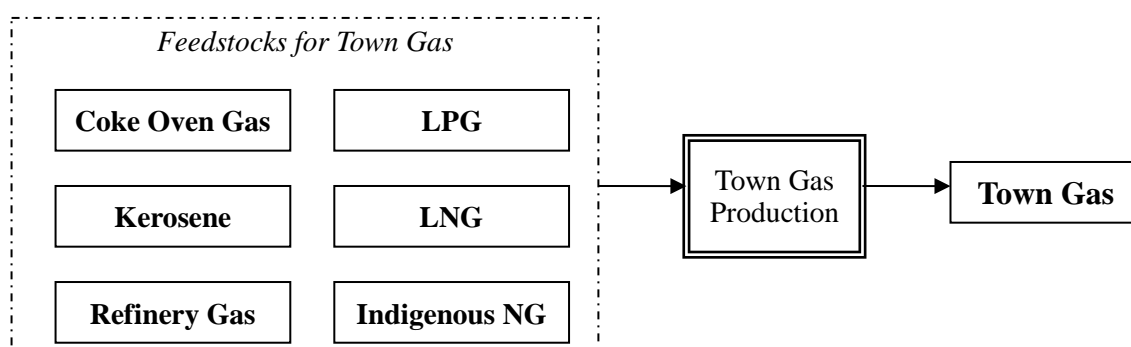 Feedstocks for Town Gas
Coke Oven Gas
LPG
Kerosene
LNG
Refinery Gas
Indigenous NG
Town Gas
Production
Town Gas